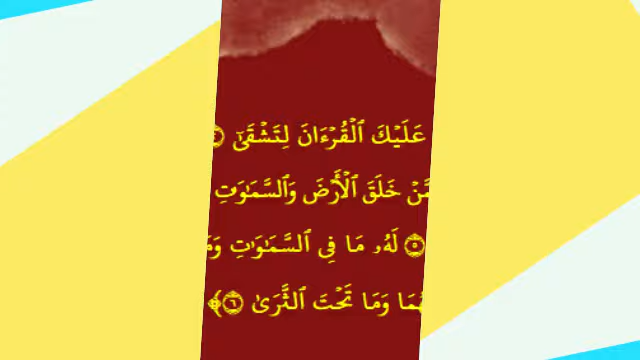 عَلَيْكَ ٱلْقُرْءَانَ لِتَشْقَىٰٓ
خَلَقَ ٱلْأَرْضَ وَٱلسَّمَٰوَٰتِ
۝٥ لَهُۥ مَا فِى ٱلسَّمَٰوَٰتِ
وَمَا تَحْتَ ٱلثَّرَىٰ ۝٦ ﴾